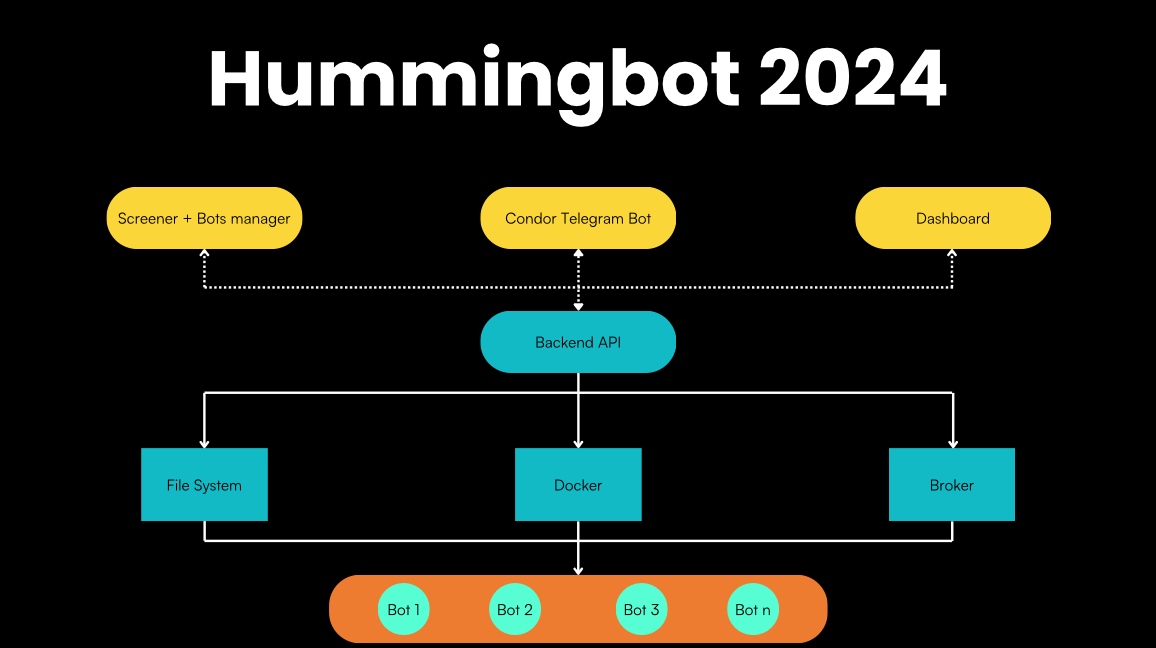 Hummingbot 2024
Screener + Bots manager
Condor Telegram Bot
Dashboard
Backend API
File System
Docker
Broker
Bot 1
Bot 2
Bot 3
Bot n